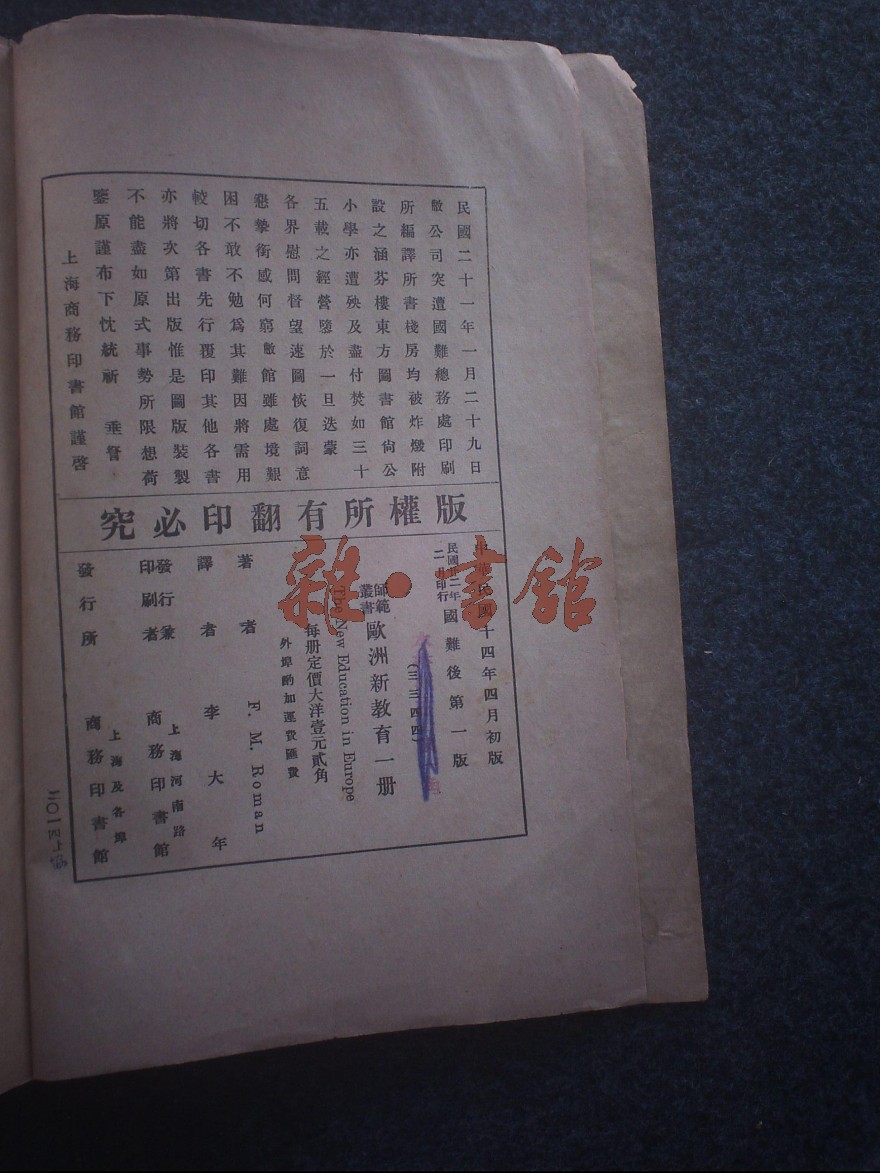 民國二十一年一月二十九日
敝公司突遭國難總務處印刷
所編譯所書棧房均被炸燬附
設之涵芬樓東方圖書館尚公
小學亦遭殃及盡付焚如三十
五載之經營隳於一旦迭蒙
各界慰問督望速圖恢復詞意
懇摯銜感何窮敝館雖處境艱
困不敢不勉爲其難因將需用
較切各書先行覆印其他各書
亦將次第出版惟是圖版裝製
不能盡如原式事勢所限想荷
鑒原謹布下忱統祈 垂詧
上海商務印書館謹啓
究必印翻有所權版
中華民國十四年四月初版
民國廿二年二月印行 國難後第一版
(三三四四)
師範叢書 歐洲新教育一册
The New Education in Europe
每册定價大洋壹元貳角
外埠酌加運費匯費
著者 F. M. Roman
譯者 李大年
發行兼印刷者 上海河南路 商務印書館
發行所 上海及各埠 商務印書館
雜·書館